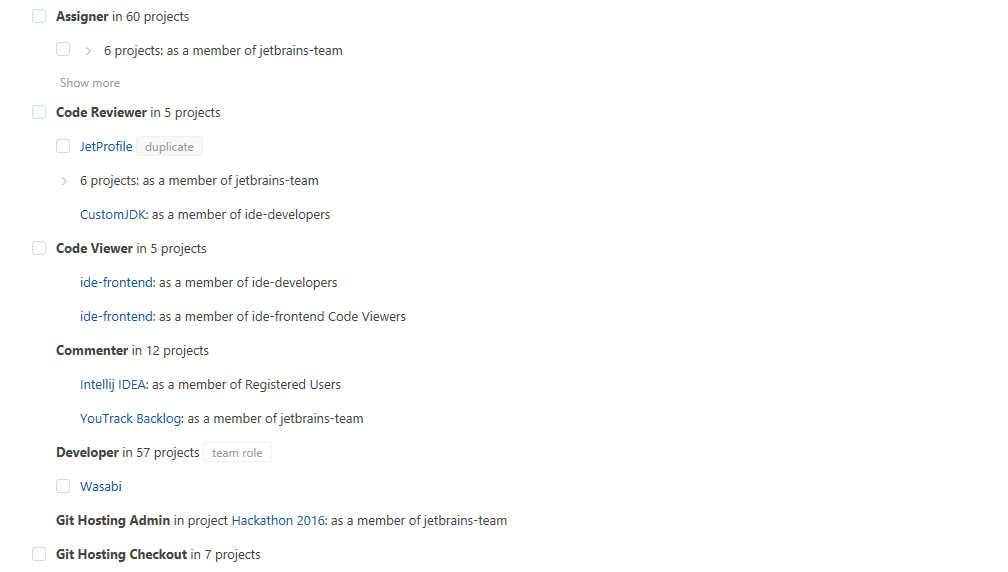 Assigner in 60 projects
6 projects: as a member of jetbrains-team
Show more
Code Reviewer in 5 projects
JetProfile duplicate
6 projects: as a member of jetbrains-team
CustomJDK: as a member of ide-developers
Code Viewer in 5 projects
ide-frontend: as a member of ide-developers
ide-frontend: as a member of ide-frontend Code Viewers
Commenter in 12 projects
Intellij IDEA: as a member of Registered Users
YouTrack Backlog: as a member of jetbrains-team
Developer in 57 projects team role
Wasabi
Git Hosting Admin in project Hackathon 2016: as a member of jetbrains-team
Git Hosting Checkout in 7 projects